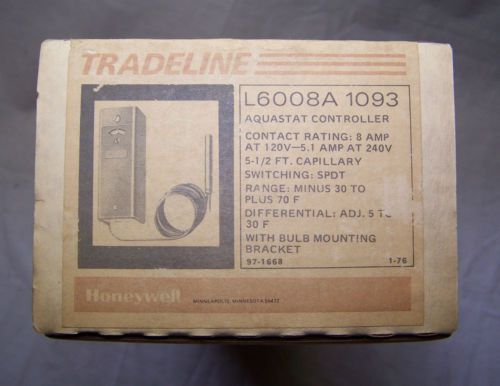 TRADELINE
L6008A 1093
AQUASTAT CONTROLLER
CONTACT RATING: 8 AMP
AT 120V—5.1 AMP AT 240V
5-1/2 FT. CAPILLARY
SWITCHING: SPDT
RANGE: MINUS 30 TO
PLUS 70 F
DIFFERENTIAL: ADJ. 5 TO
30 F
WITH BULB MOUNTING
BRACKET
97-1668 1-76
Honeywell MINNEAPOLIS, MINNESOTA 55422